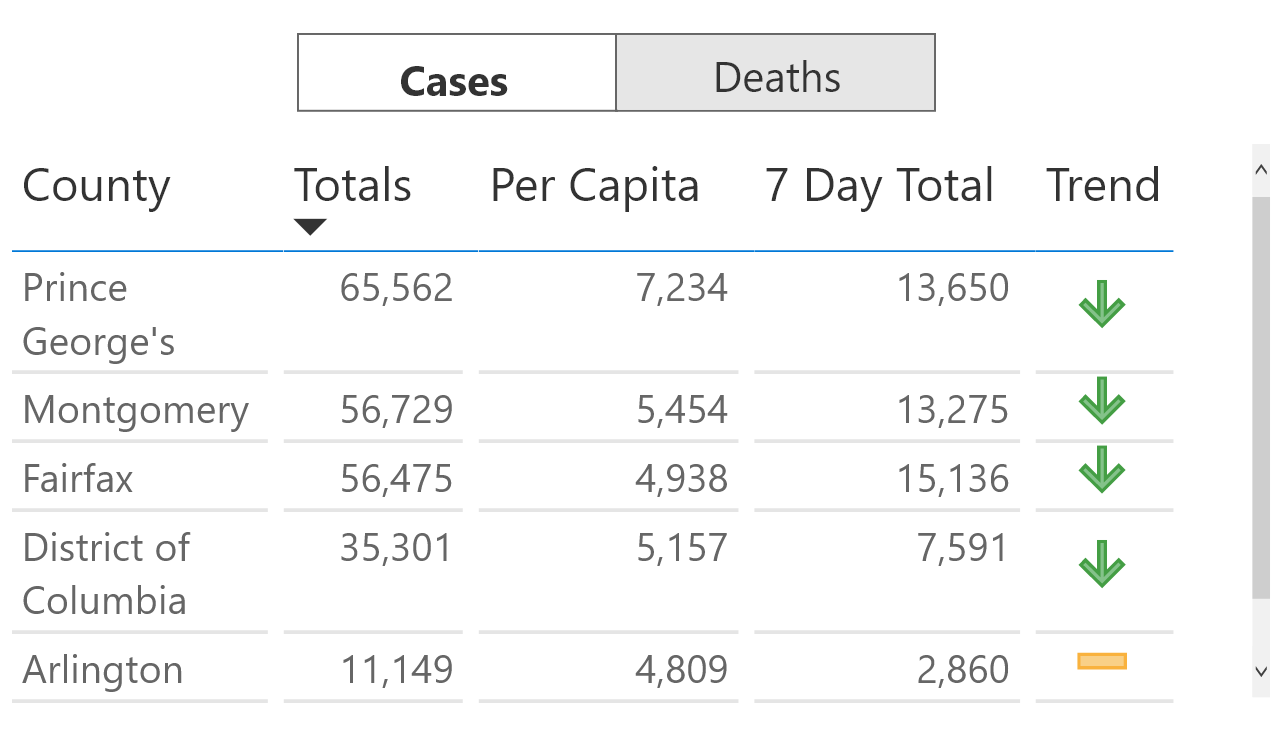 Cases Deaths
County Totals Per Capita 7 Day Total Trend
Prince 65,562 7,234 13,650
George's
Montgomery 56,729 5,454 13,275
Fairfax 56,475 4,938 15,136
District of 35,301 5,157 7,591
Columbia
Arlington 11,149 4,809 2,860